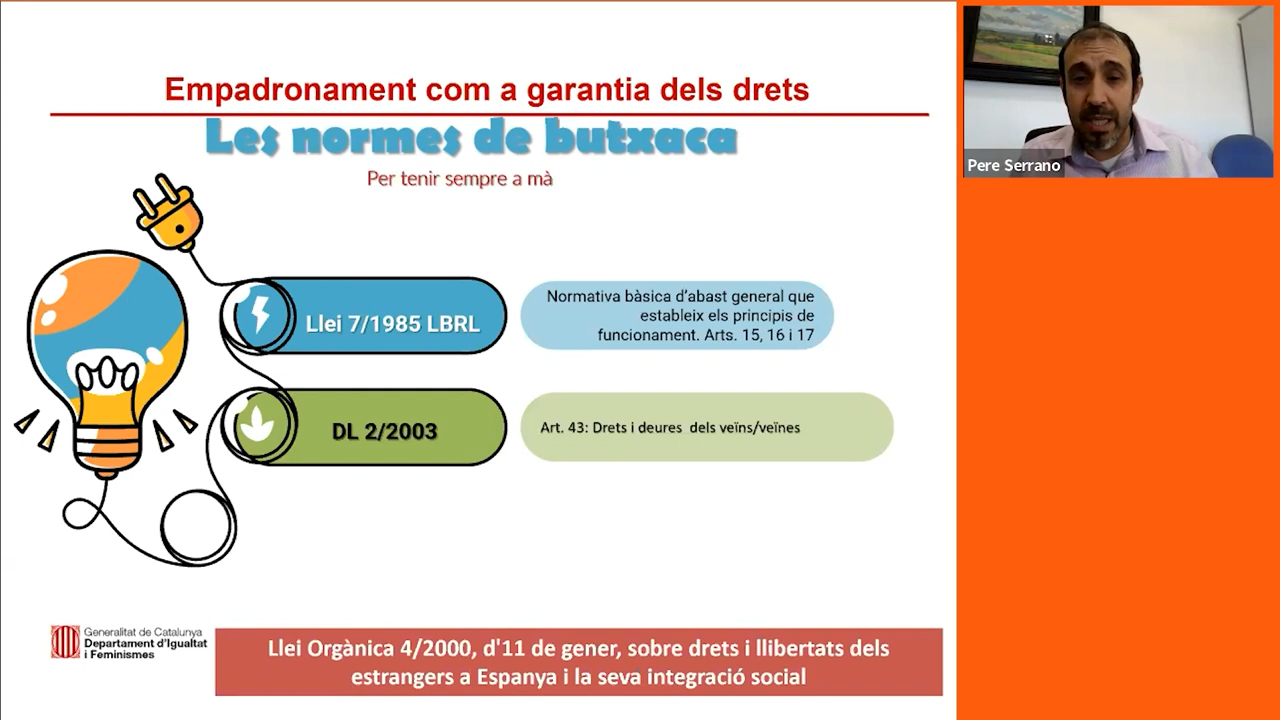 Empadronament com a garantia dels drets
Les normes de butxaca
Per tenir sempre a mà
Llei 7/1985 LBRL
Normativa bàsica d'abast general que
estableix els principis de
funcionament. Arts. 15, 16 i 17
DL 2/2003
Art. 43: Drets i deures dels veïns/veïnes
Generalitat de Catalunya
Departament d'Igualtat
i Feminismes
Llei Orgànica 4/2000, d'11 de gener, sobre drets i llibertats dels
estrangers a Espanya i la seva integració social
Pere Serrano